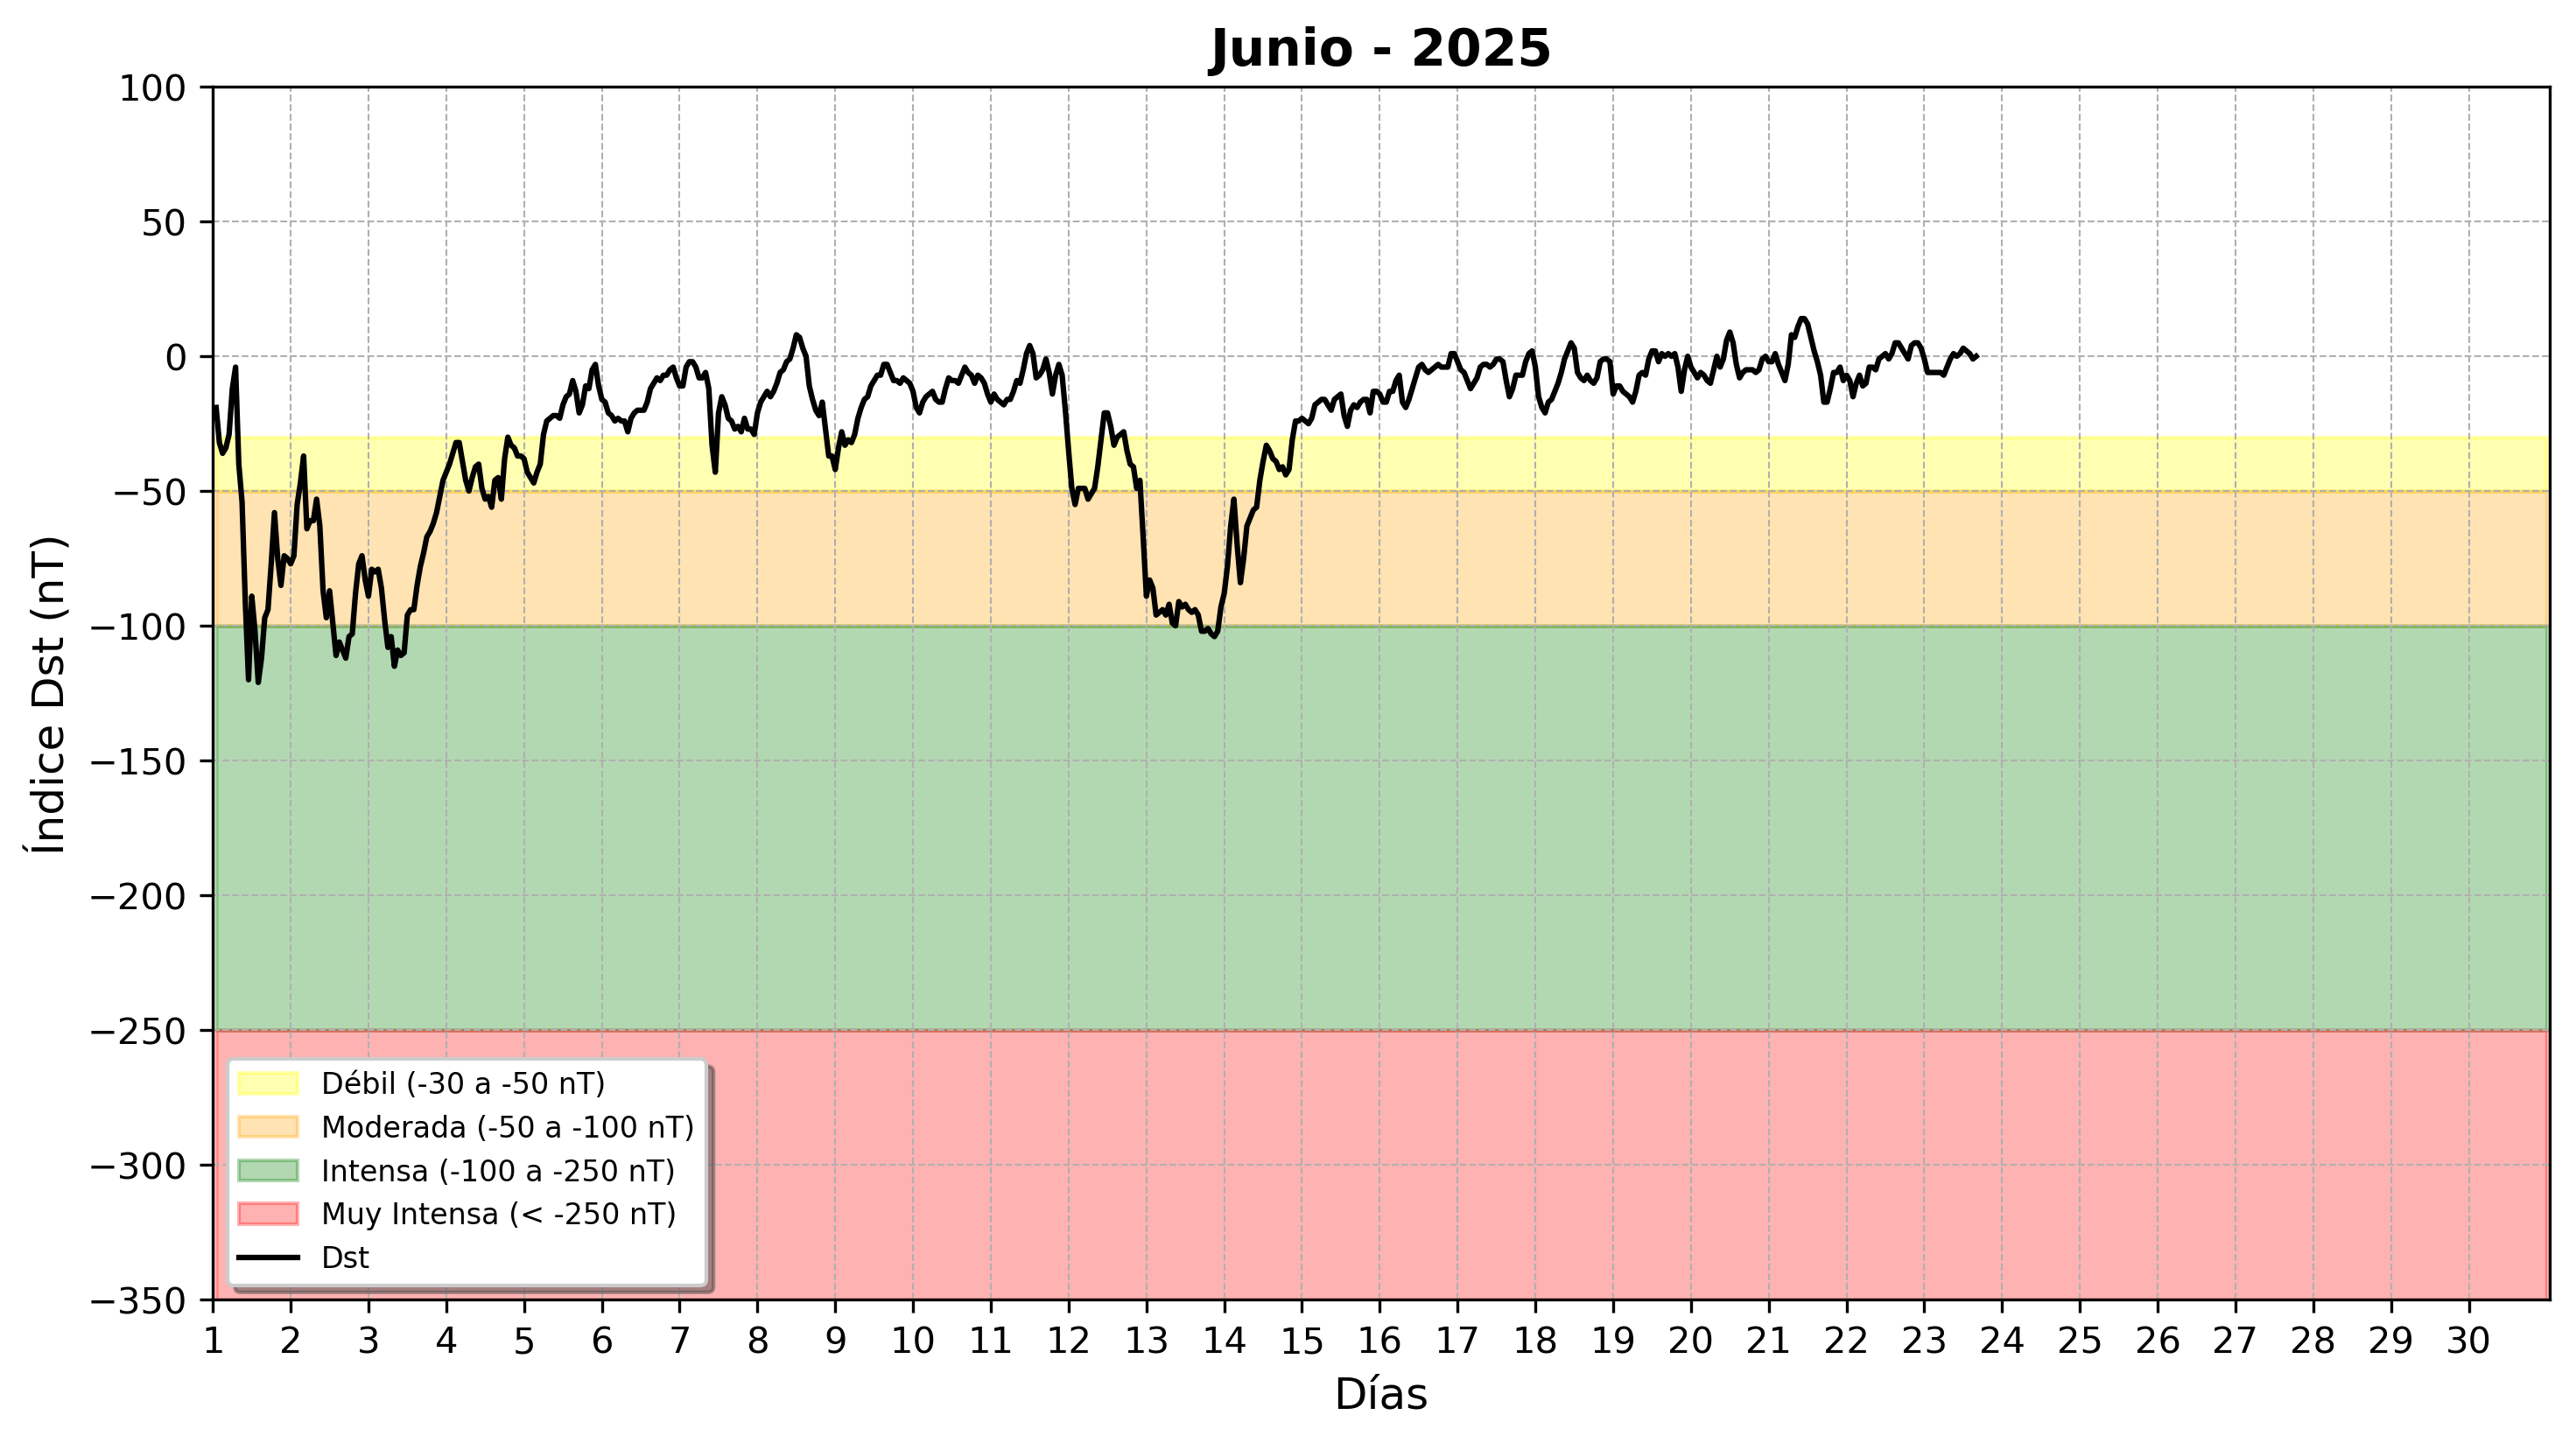 Junio - 2025
100
50
0
−50
−100
−150
−200
−250
−300
−350
Índice Dst (nT)
Débil (-30 a -50 nT)
Moderada (-50 a -100 nT)
Intensa (-100 a -250 nT)
Muy Intensa (< -250 nT)
Dst
1 2 3 4 5 6 7 8 9 10 11 12 13 14 15 16 17 18 19 20 21 22 23 24 25 26 27 28 29 30
Días